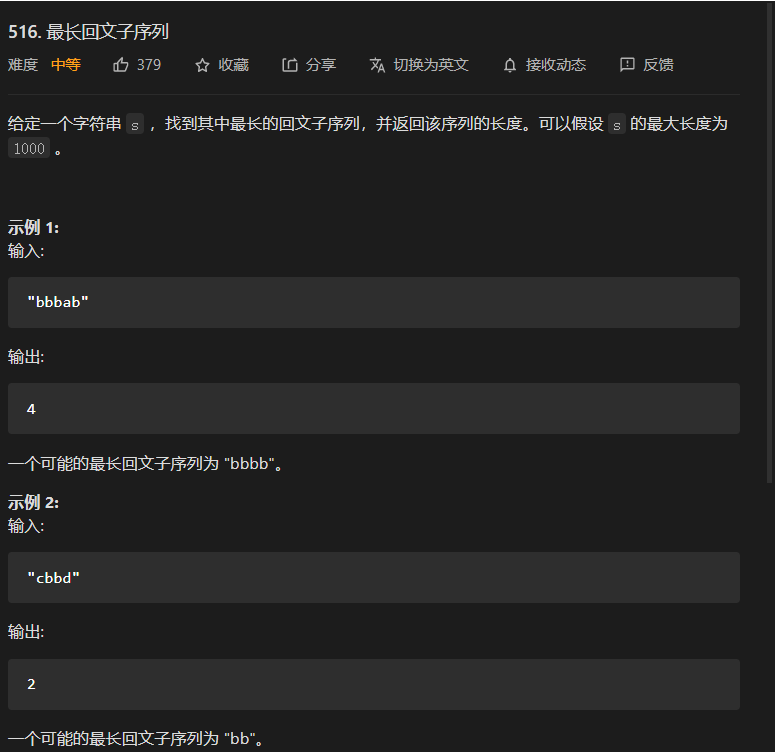 516. 最长回文子序列
难度 中等 379 收藏 分享 切换为英文 接收动态 反馈
给定一个字符串 s ，找到其中最长的回文子序列，并返回该序列的长度。可以假设 s 的最大长度为
1000 。
示例 1:
输入:
"bbbab"
输出:
4
一个可能的最长回文子序列为 "bbbb"。
示例 2:
输入:
"cbbd"
输出:
2
一个可能的最长回文子序列为 "bb"。